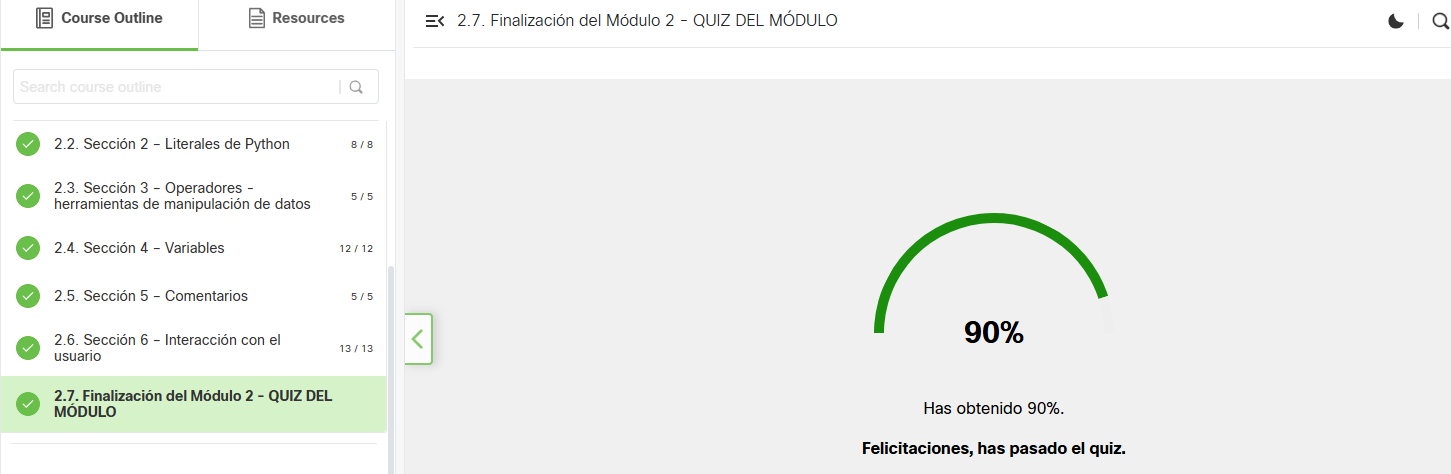 Course Outline
Resources
Search course outline
2.2. Sección 2 – Literales de Python
8 / 8
2.3. Sección 3 – Operadores -
herramientas de manipulación de datos
5 / 5
2.4. Sección 4 – Variables
12 / 12
2.5. Sección 5 – Comentarios
5 / 5
2.6. Sección 6 – Interacción con el
usuario
13 / 13
2.7. Finalización del Módulo 2 - QUIZ DEL
MÓDULO
2.7. Finalización del Módulo 2 - QUIZ DEL MÓDULO
90%
Has obtenido 90%.
Felicitaciones, has pasado el quiz.